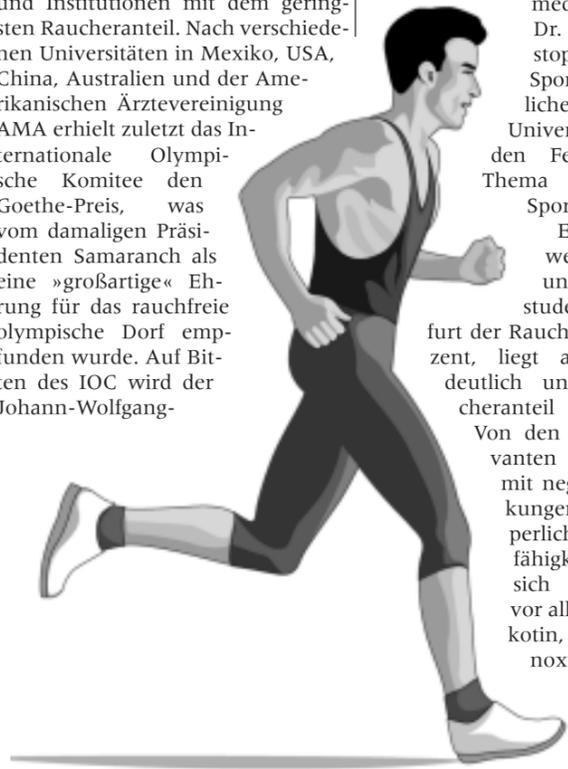 und Institutionen mit dem gering-
sten Raucheranteil. Nach verschiede-
nen Universitäten in Mexiko, USA,
China, Australien und der Ame-
rikanischen Ärztevereinigung
AMA erhielt zuletzt das In-
ternationale Olympi-
sche Komitee den
Goethe-Preis, was
vom damaligen Präsi-
denten Samaranch als
eine »großartige« Eh-
rung für das rauchfreie
olympische Dorf emp-
funden wurde. Auf Bit-
ten des IOC wird der
Johann-Wolfgang-
med
Dr.
stop
Spor
liche
Univer
den Fe
Thema
Spor
E
we
un
stude
furt der Rauch
zent, liegt a
deutlich un
cheranteil
Von den
vanten
mit neg
kunger
perlich
fähigk
sich
vor all
kotin,
nox